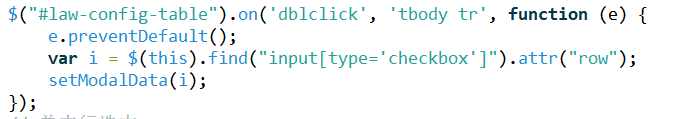 $("#law-config-table").on('dblclick', 'tbody tr', function (e) {
    e.preventDefault();
    var i = $(this).find("input[type='checkbox']").attr("row");
    setModalData(i);
});